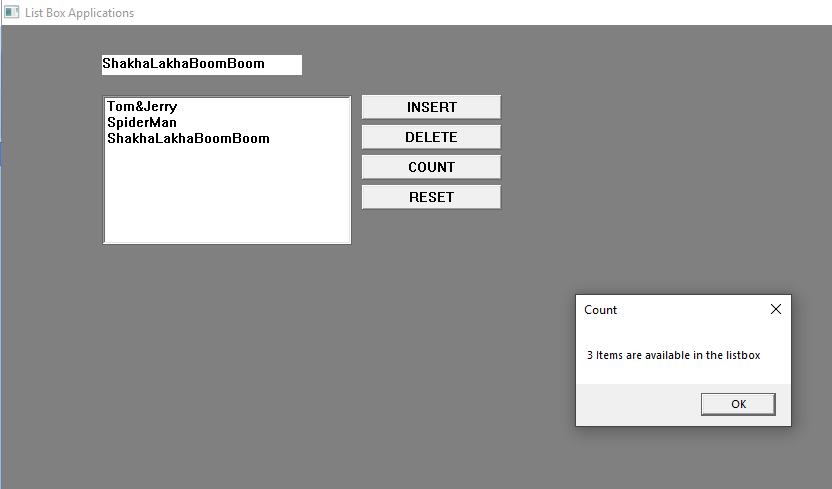 List Box Applications
ShakhaLakhaBoomBoom
Tom&Jerry
SpiderMan
ShakhaLakhaBoomBoom
INSERT
DELETE
COUNT
RESET
Count
3 Items are available in the listbox
OK